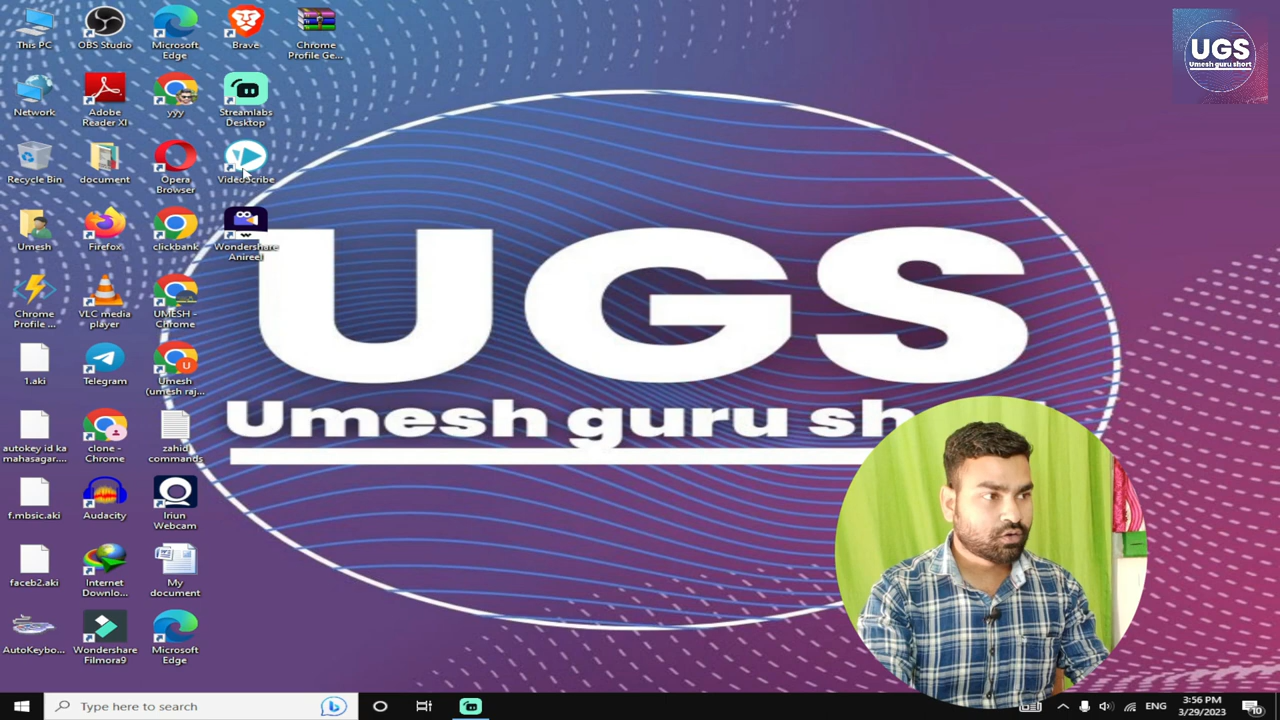 This PC
OBS Studio
Microsoft
Edge
Brave
Chrome
Profile Ge...
Network
Adobe
Reader XI
yyy
Streamlabs
Desktop
Recycle Bin
document
Opera
Browser
VideoScribe
Umesh
Firefox
clickbank
Wondershare
Anireel
Chrome
Profile ...
VLC media
player
UMESH -
Chrome
1.aki
Telegram
Umesh
(umesh raj...
autokey id ka
mahasagar....
clone -
Chrome
zahid
commands
f.mbsic.aki
Audacity
Iriun
Webcam
faceb2.aki
Internet
Downlo...
My
document
AutoKeybo...
Wondershare
Filmora9
Microsoft
Edge
UGS
Umesh guru sh
UGS
Umesh guru short
Type here to search
ENG
3:56 PM
3/29/2023
10